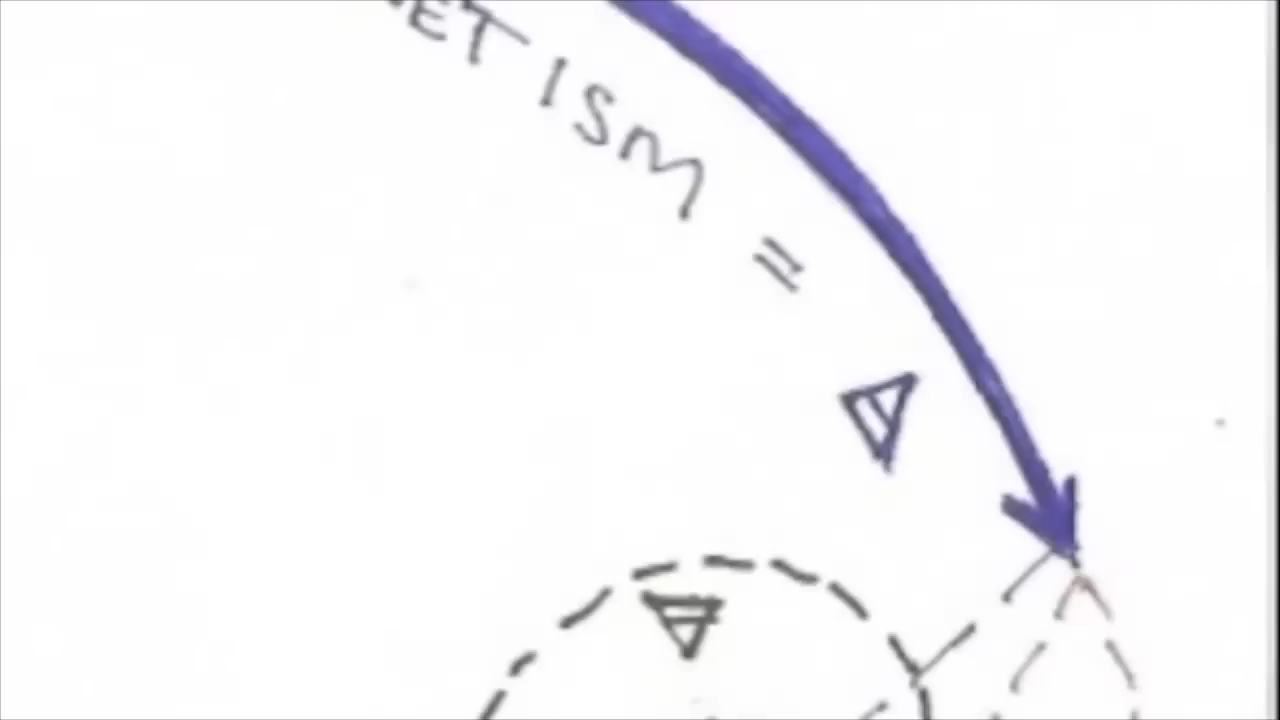 ETISM =